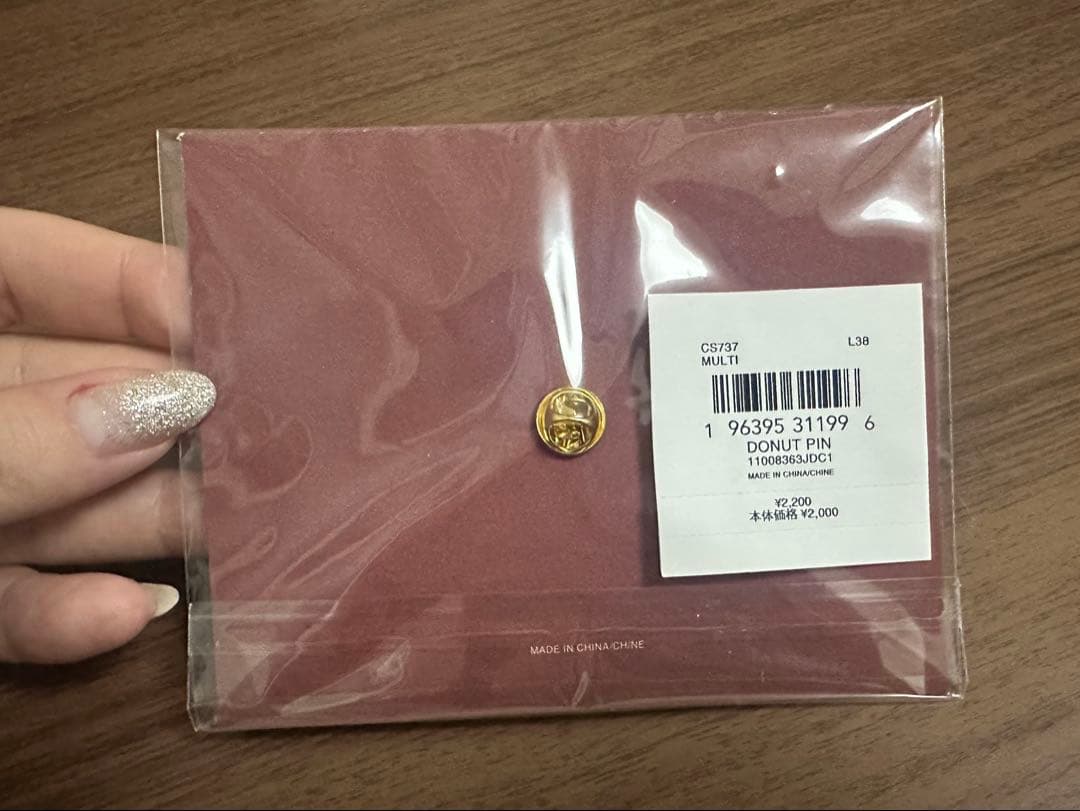 CS737 L38
MULTI
1 96395 31199 6
DONUT PIN
11008363JDC1
MADE IN CHINA/CHINE
¥2,200
本体価格 ¥2,000
MADE IN CHINA/CHINE